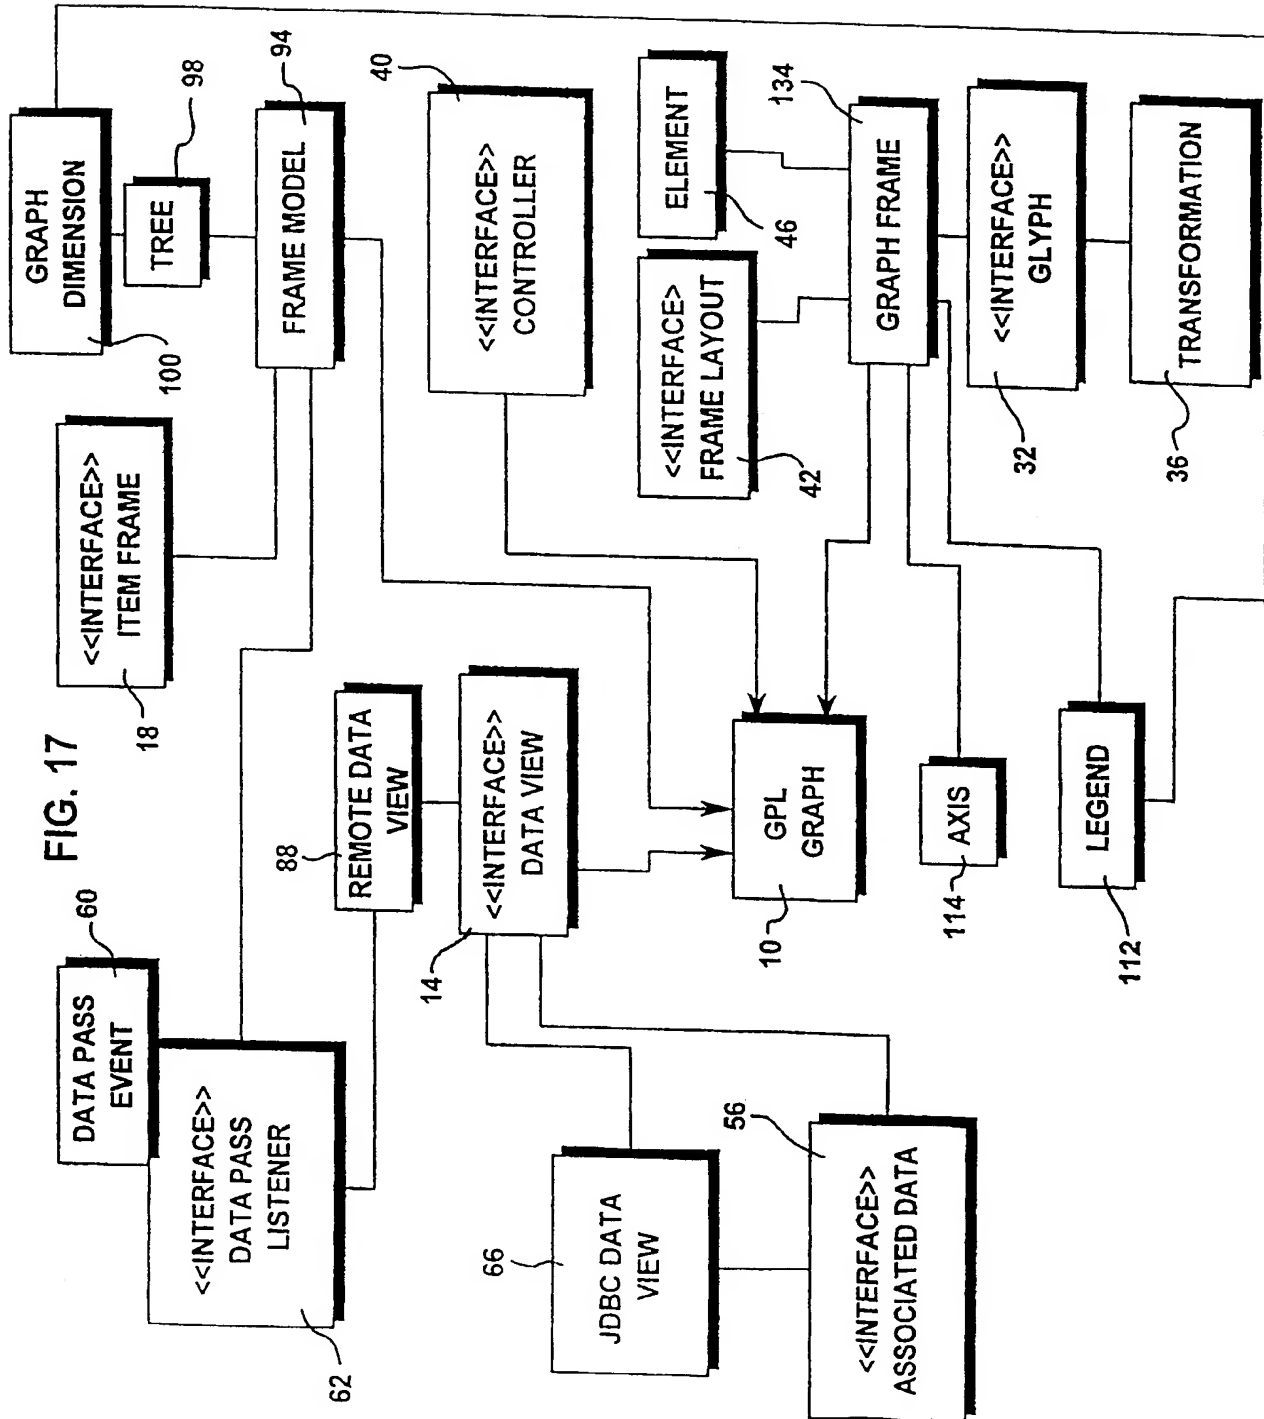 FIG. 17
DATA PASS
EVENT
60
<<INTERFACE>>
DATA PASS
LISTENER
62
<<INTERFACE>>
ITEM FRAME
18
GRAPH
DIMENSION
100
TREE
98
FRAME MODEL
94
REMOTE DATA
VIEW
88
<<INTERFACE>>
DATA VIEW
14
<<INTERFACE>>
CONTROLLER
40
JDBC DATA
VIEW
66
<<INTERFACE>>
ASSOCIATED DATA
56
GPL
GRAPH
10
<<INTERFACE>
FRAME LAYOUT
42
ELEMENT
46
GRAPH FRAME
134
AXIS
114
<<INTERFACE>>
GLYPH
32
LEGEND
112
TRANSFORMATION
36